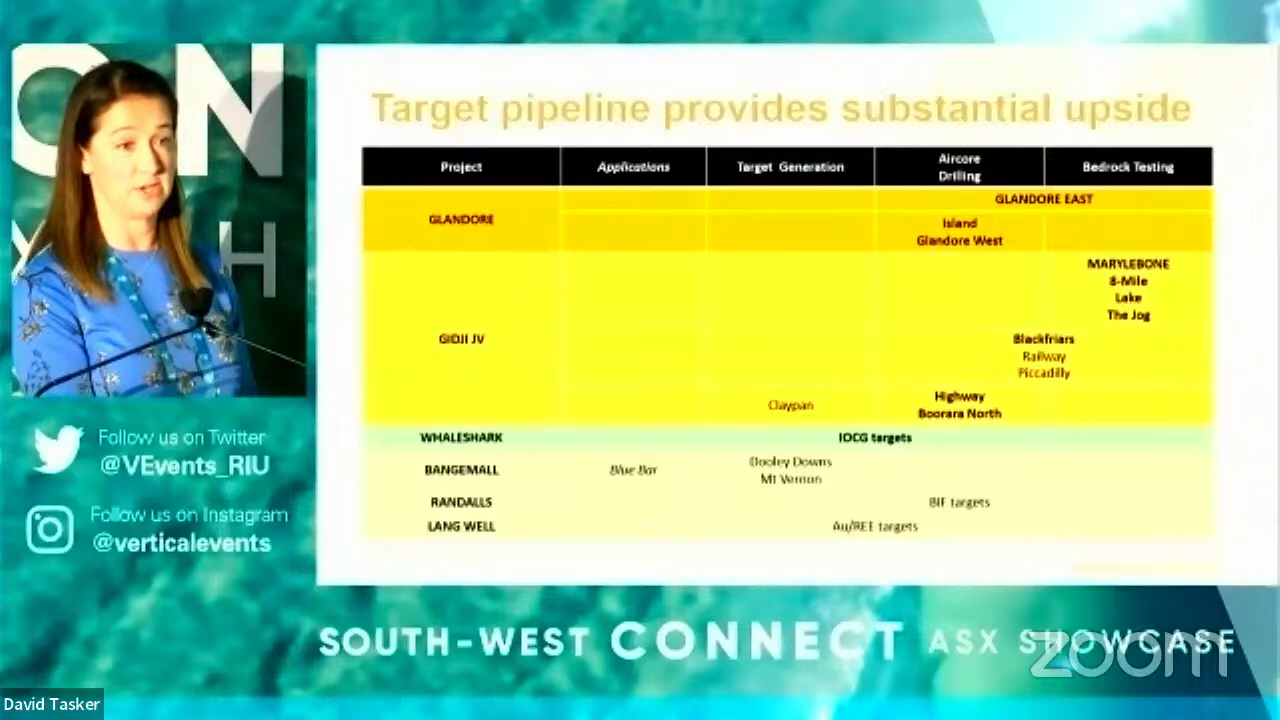 ON
H
Follow us on Twitter
@VEvents_RIU
Follow us on Instagram
@verticalevents
Target pipeline provides substantial upside
Project Applications Target Generation Aircore Drilling Bedrock Testing
GLANDORE
GLANDORE EAST
Island
Glandore West
GIDJI JV
MARYLEBONE
8-Mile
Lake
The Jog
Blackfriars
Railway
Piccadilly
Claypan
Highway
Boorara North
WHALESHARK IOCG targets
BANGEMALL Blue Bar Dooley Downs
Mt Vernon
RANDALLS BIF targets
LANG WELL Au/REE targets
SOUTH-WEST CONNECT ASX SHOWCASE
zoom
David Tasker